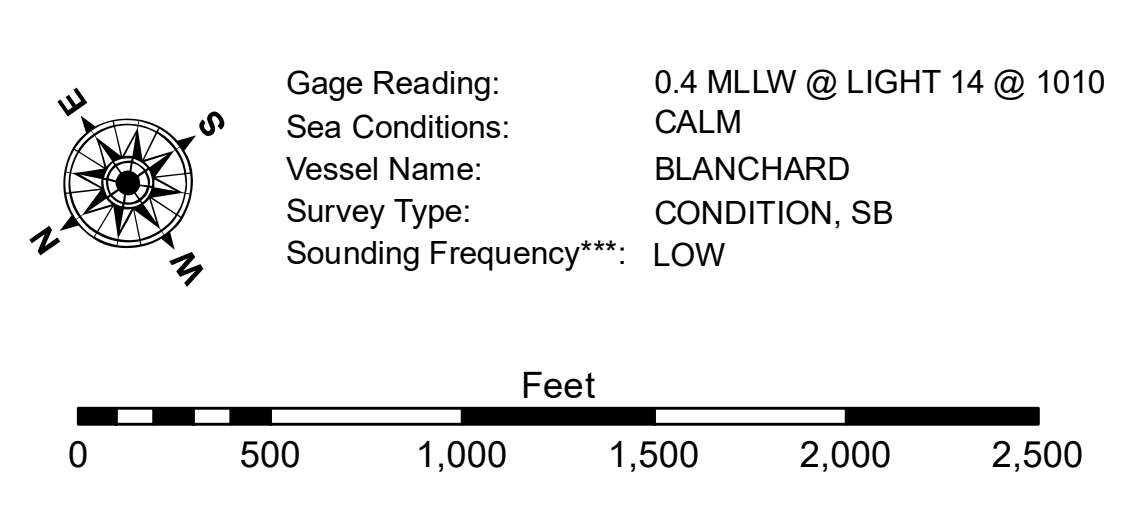 E
S
N
W
Gage Reading: 0.4 MLLW @ LIGHT 14 @ 1010
Sea Conditions: CALM
Vessel Name: BLANCHARD
Survey Type: CONDITION, SB
Sounding Frequency***: LOW
Feet
0 500 1,000 1,500 2,000 2,500